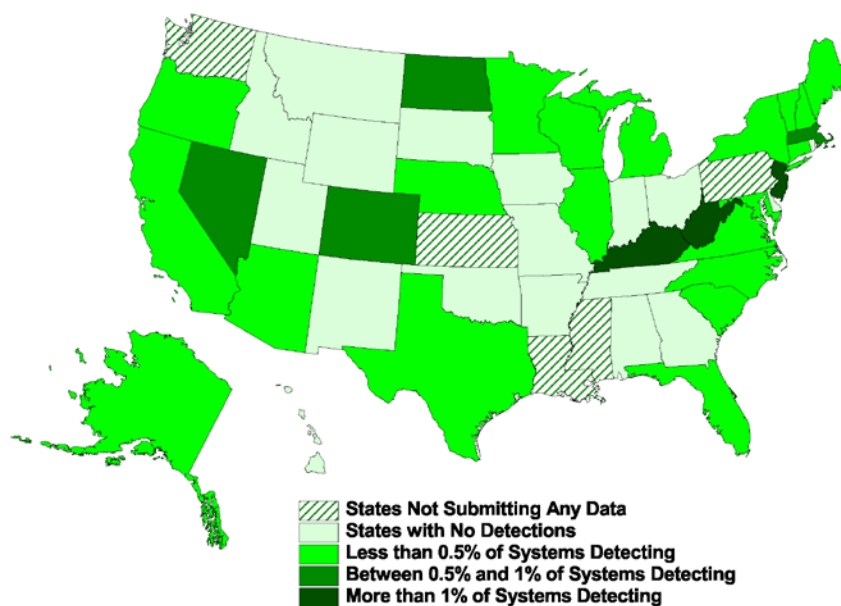 States Not Submitting Any Data
States with No Detections
Less than 0.5% of Systems Detecting
Between 0.5% and 1% of Systems Detecting
More than 1% of Systems Detecting